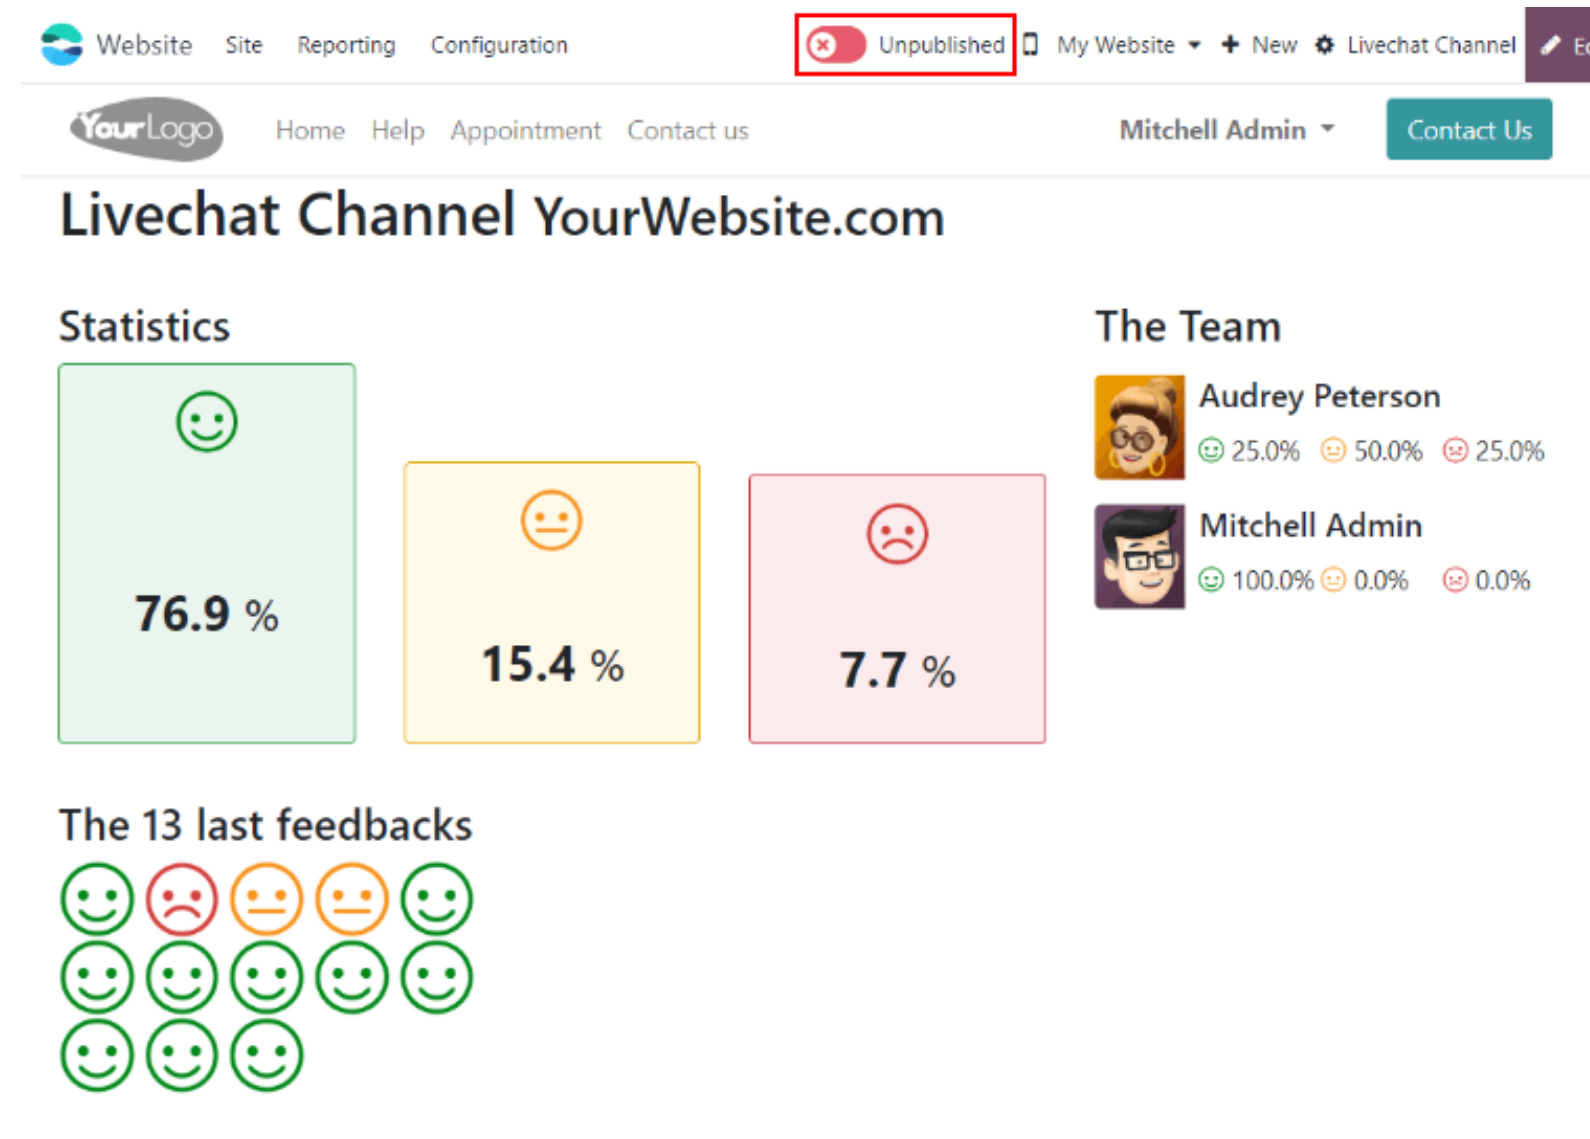 Website Site Reporting Configuration Unpublished My Website New Livechat Channel
YourLogo Home Help Appointment Contact us Mitchell Admin Contact Us
Livechat Channel YourWebsite.com
Statistics
76.9 %
15.4 %
7.7 %
The Team
Audrey Peterson
25.0% 50.0% 25.0%
Mitchell Admin
100.0% 0.0% 0.0%
The 13 last feedbacks